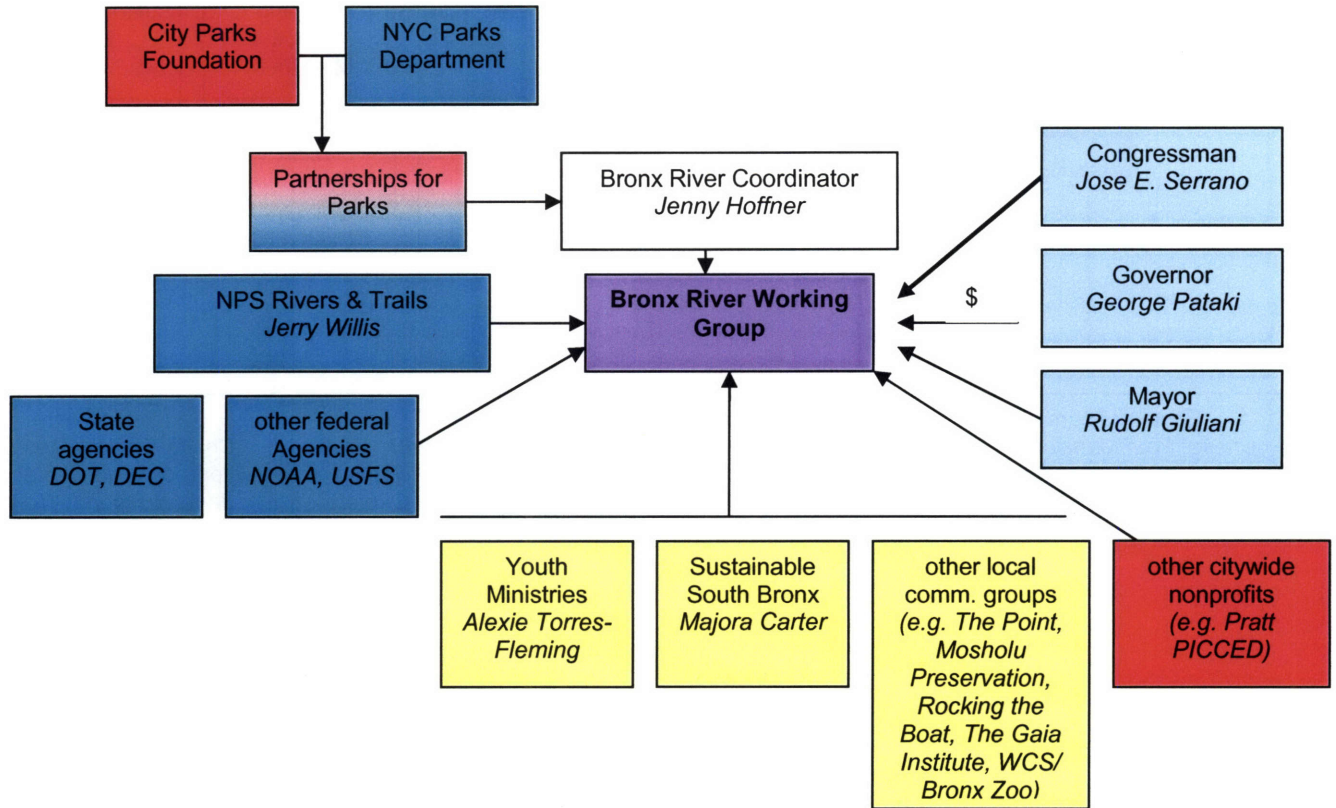 City Parks
Foundation
NYC Parks
Department
Partnerships for
Parks
Bronx River Coordinator
Jenny Hoffner
Congressman
Jose E. Serrano
NPS Rivers & Trails
Jerry Willis
Bronx River Working
Group
$
Governor
George Pataki
Mayor
Rudolf Giuliani
State
agencies
DOT, DEC
other federal
Agencies
NOAA, USFS
Youth
Ministries
Alexie Torres-
Fleming
Sustainable
South Bronx
Majora Carter
other local
comm. groups
(e.g. The Point,
Mosholu
Preservation,
Rocking the
Boat, The Gaia
Institute, WCS/
Bronx Zoo)
other citywide
nonprofits
(e.g. Pratt
PICCED)